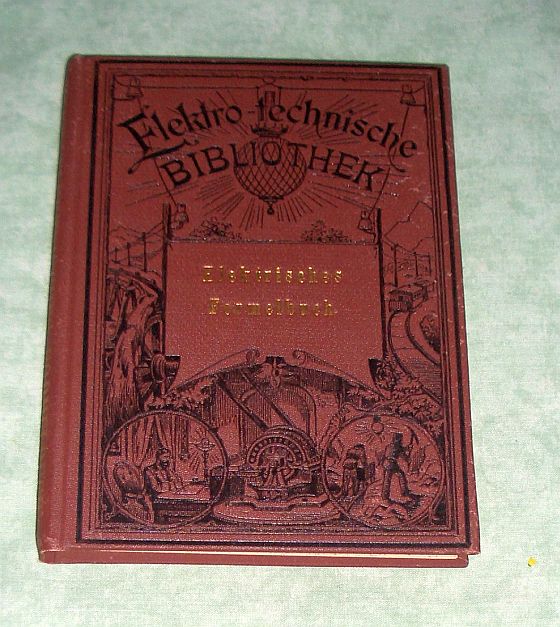 Elektro-technische
BIBLIOTHEK
Elektrisches
Formelbuch.